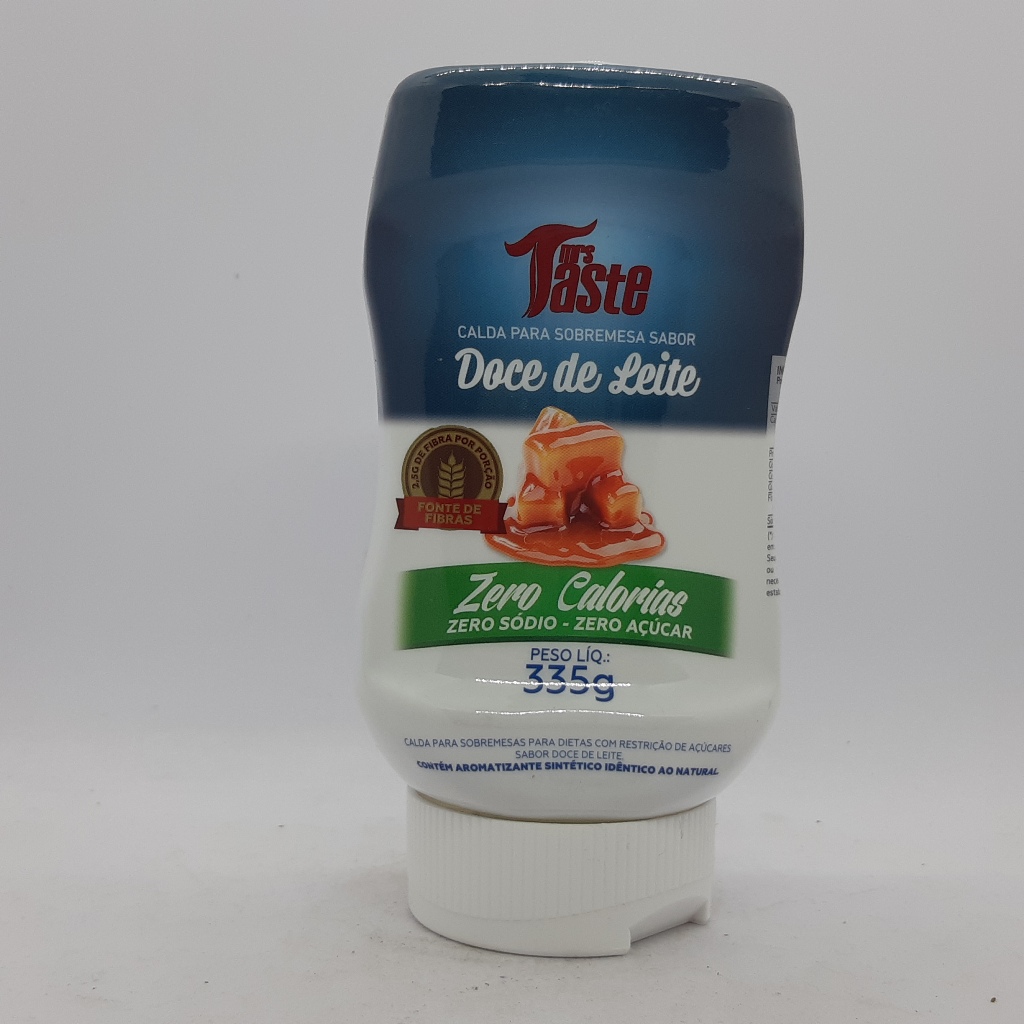 mrs
Taste
CALDA PARA SOBREMESA SABOR
Doce de Leite
2,5G DE FIBRA POR PORÇÃO
FONTE DE
FIBRAS
Zero Calorias
ZERO SÓDIO - ZERO AÇÚCAR
PESO LÍQ.:
335g
CALDA PARA SOBREMESAS PARA DIETAS COM RESTRIÇÃO DE AÇÚCARES
SABOR DOCE DE LEITE.
CONTÉM AROMATIZANTE SINTÉTICO IDÊNTICO AO NATURAL.